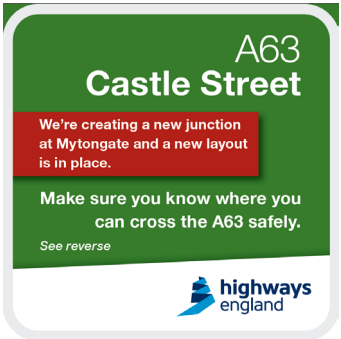 A63
Castle Street
We're creating a new junction
at Mytongate and a new layout
is in place.
Make sure you know where you
can cross the A63 safely.
See reverse
highways
england